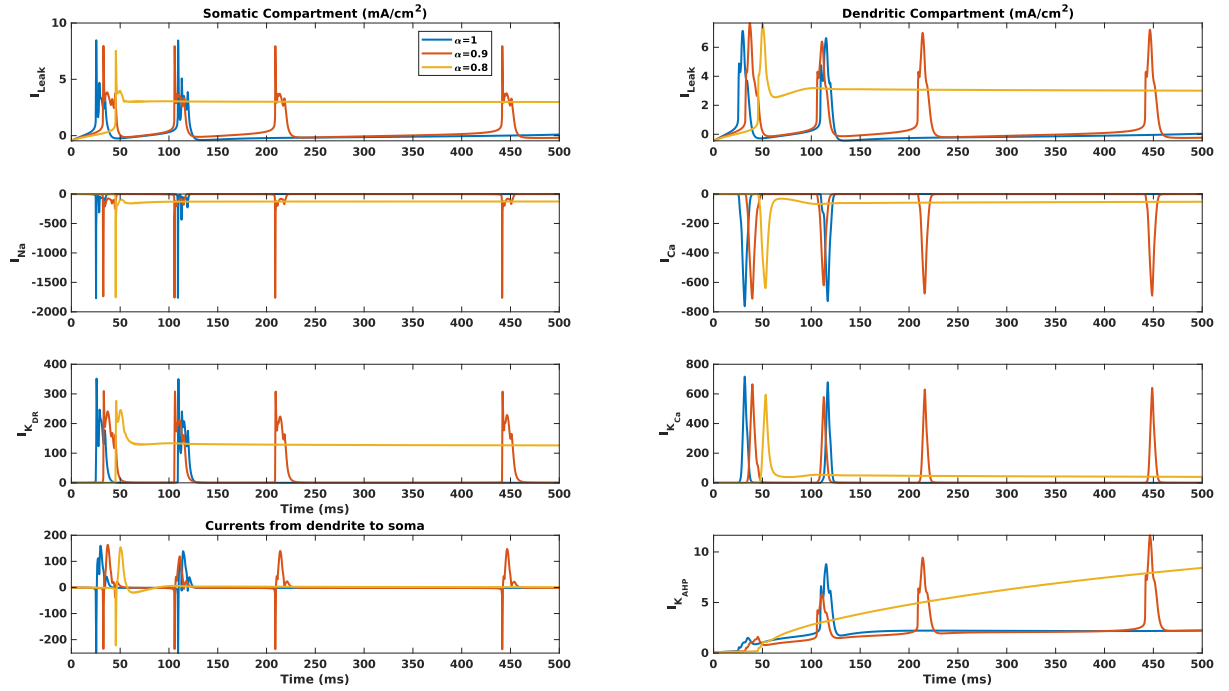 Somatic Compartment (mA/cm²)
I_Leak
10
5
0
α=1
α=0.9
α=0.8
0 50 100 150 200 250 300 350 400 450 500
I_Na
0
-500
-1000
-1500
-2000
0 50 100 150 200 250 300 350 400 450 500
I_K_DR
400
300
200
100
0
0 50 100 150 200 250 300 350 400 450 500
Time (ms)
Currents from dendrite to soma
200
100
0
-100
-200
0 50 100 150 200 250 300 350 400 450 500
Time (ms)
Dendritic Compartment (mA/cm²)
I_Leak
6
4
2
0
0 50 100 150 200 250 300 350 400 450 500
I_Ca
0
-200
-400
-600
-800
0 50 100 150 200 250 300 350 400 450 500
I_K_Ca
800
600
400
200
0
0 50 100 150 200 250 300 350 400 450 500
I_K_AHP
10
5
0
0 50 100 150 200 250 300 350 400 450 500
Time (ms)